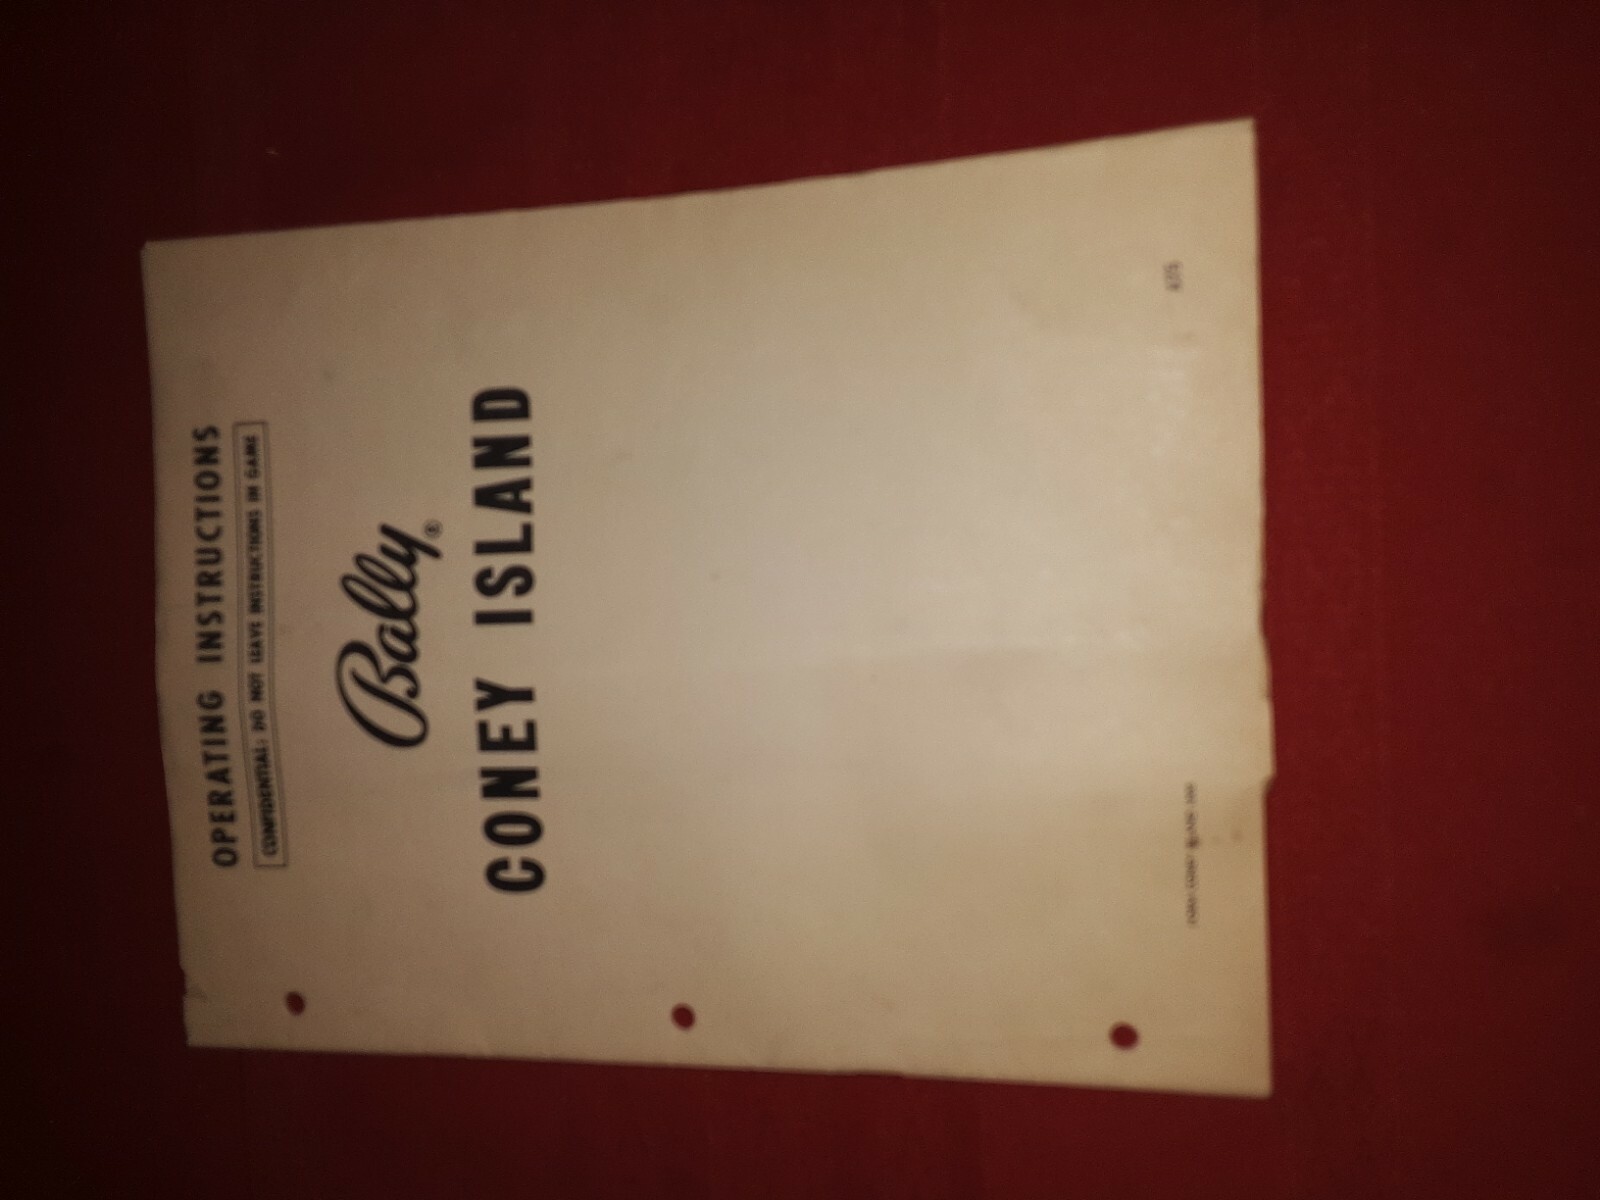 OPERATING INSTRUCTIONS
CONFIDENTIAL: DO NOT LEAVE INSTRUCTIONS IN GAME
Bally®
CONEY ISLAND